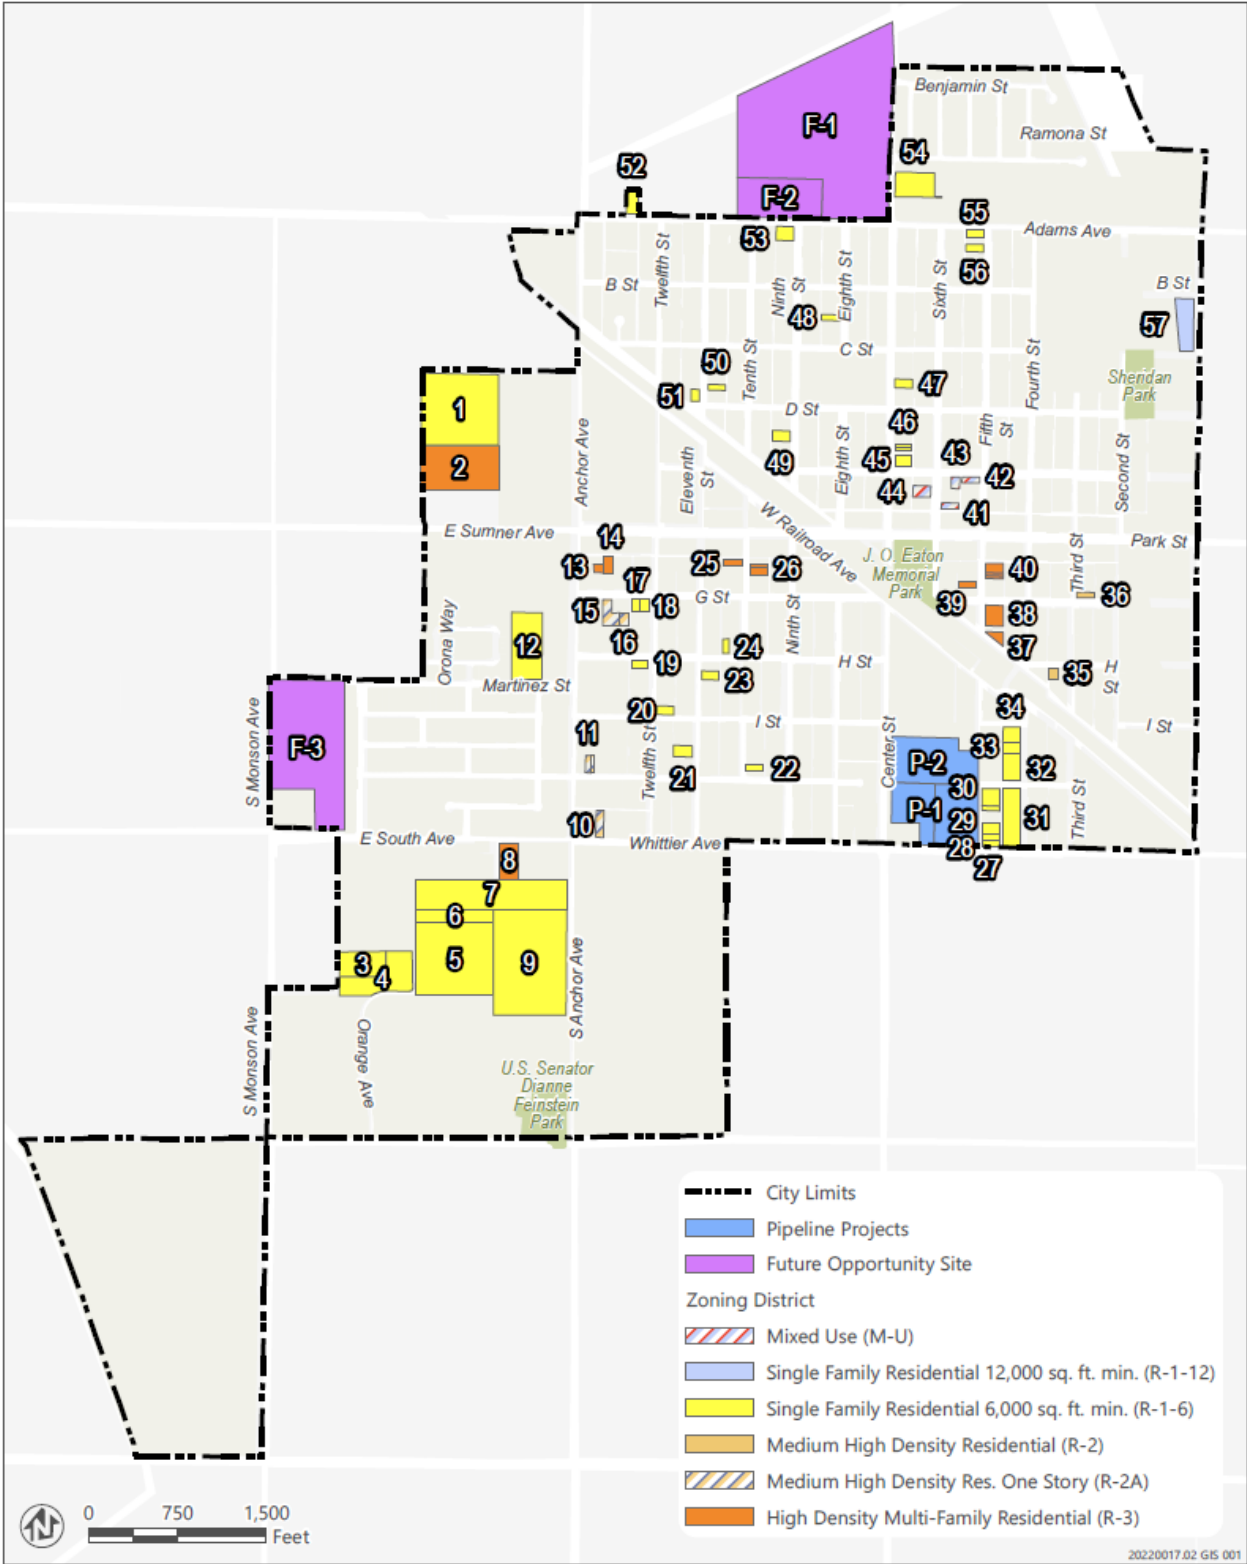 Benjamin St
F-1
Ramona St
52
54
F-2
55
53
Adams Ave
56
Twelfth St
B St
Ninth
St
Eighth St
Sixth St
B St
48
57
C St
50
Tenth St
47
Fourth St
Sheridan
Park
51
1
D St
46
Fifth
St
Anchor Ave
49
45
43
2
Eleventh
St
Eighth St
44
42
Second St
41
E Sumner Ave
W Railroad Ave
Park St
14
13
25
26
J. O. Eaton
Memorial
Park
40
Third St
17
18
G St
39
36
15
16
38
Orona Way
12
24
Ninth St
37
19
H St
35
H
St
Martinez St
23
20
34
S Monson Ave
F-3
11
I St
Center St
33
I St
Twelfth St
21
22
P-2
32
30
P-1
31
10
29
Third St
E South Ave
Whittier Ave
28
8
27
7
6
3
4
5
9
S Anchor Ave
S Monson Ave
Orange Ave
U.S. Senator
Dianne
Feinstein
Park
City Limits
Pipeline Projects
Future Opportunity Site
Zoning District
Mixed Use (M-U)
Single Family Residential 12,000 sq. ft. min. (R-1-12)
Single Family Residential 6,000 sq. ft. min. (R-1-6)
Medium High Density Residential (R-2)
Medium High Density Res. One Story (R-2A)
High Density Multi-Family Residential (R-3)
N
0 750 1,500
Feet
20220017.02 GIS 001